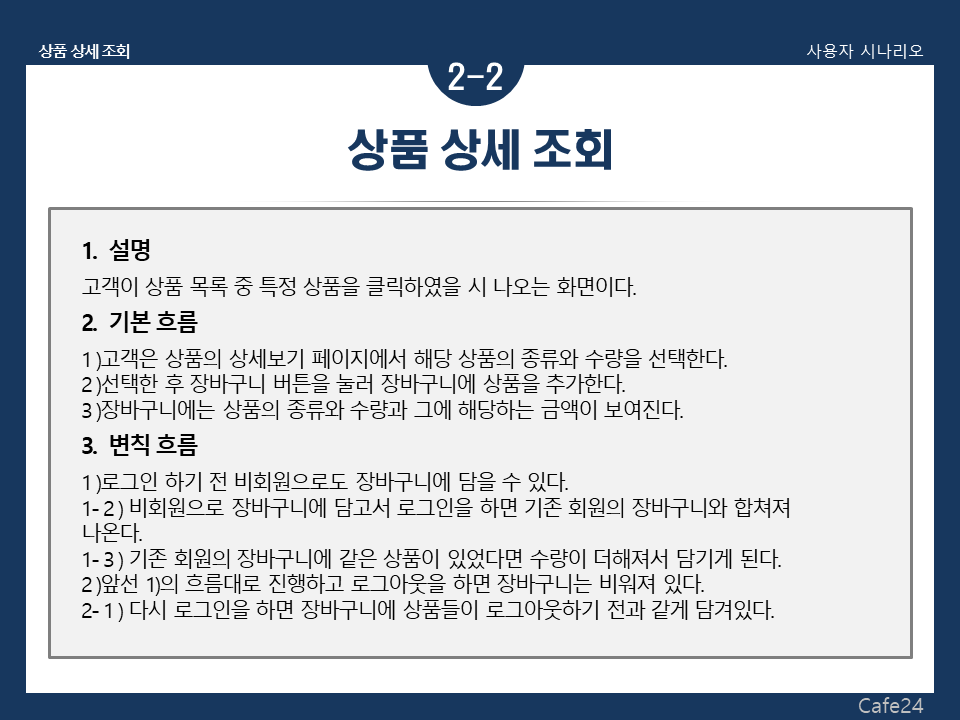 상품 상세 조회
사용자 시나리오
2-2
상품 상세 조회
1. 설명
고객이 상품 목록 중 특정 상품을 클릭하였을 시 나오는 화면이다.
2. 기본 흐름
1)고객은 상품의 상세보기 페이지에서 해당 상품의 종류와 수량을 선택한다.
2)선택한 후 장바구니 버튼을 눌러 장바구니에 상품을 추가한다.
3)장바구니에는 상품의 종류와 수량과 그에 해당하는 금액이 보여진다.
3. 변칙 흐름
1)로그인 하기 전 비회원으로도 장바구니에 담을 수 있다.
1-2) 비회원으로 장바구니에 담고서 로그인을 하면 기존 회원의 장바구니와 합쳐져
나온다.
1-3) 기존 회원의 장바구니에 같은 상품이 있었다면 수량이 더해져서 담기게 된다.
2)앞선 1)의 흐름대로 진행하고 로그아웃을 하면 장바구니는 비워져 있다.
2-1) 다시 로그인을 하면 장바구니에 상품들이 로그아웃하기 전과 같게 담겨있다.
Cafe24